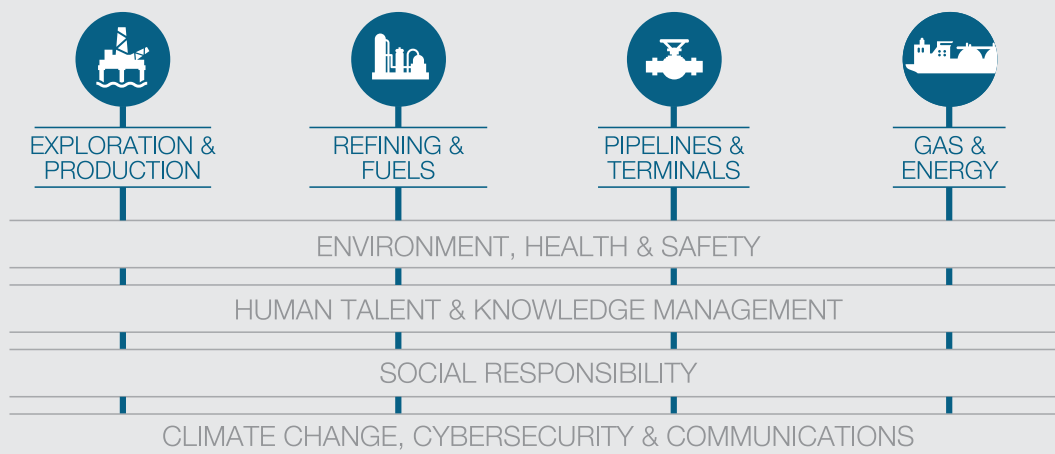 EXPLORATION &
PRODUCTION
REFINING &
FUELS
PIPELINES &
TERMINALS
GAS &
ENERGY
ENVIRONMENT, HEALTH & SAFETY
HUMAN TALENT & KNOWLEDGE MANAGEMENT
SOCIAL RESPONSIBILITY
CLIMATE CHANGE, CYBERSECURITY & COMMUNICATIONS